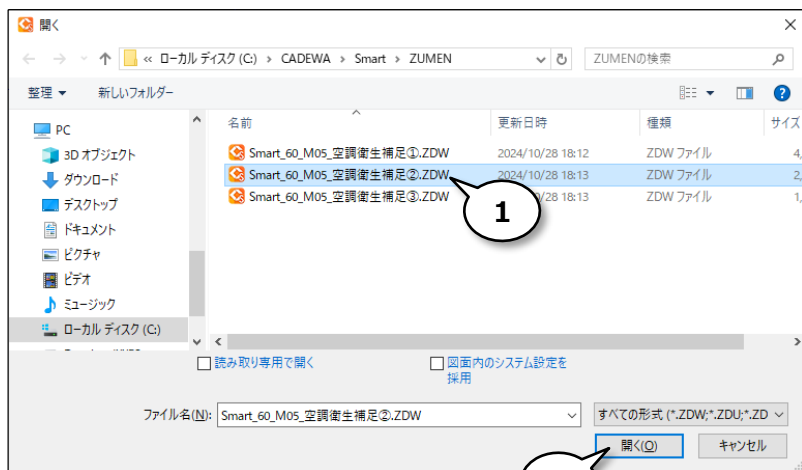 開く
« ローカル ディスク (C:) › CADEWA › Smart › ZUMEN
ZUMENの検索
整理 ▼ 新しいフォルダー
PC
3D オブジェクト
ダウンロード
デスクトップ
ドキュメント
ピクチャ
ビデオ
ミュージック
ローカル ディスク (C:)
名前 更新日時 種類 サイズ
Smart_60_M05_空調衛生補足①.ZDW 2024/10/28 18:12 ZDW ファイル 4,
Smart_60_M05_空調衛生補足②.ZDW 2024/10/28 18:13 ZDW ファイル 2,
Smart_60_M05_空調衛生補足③.ZDW /28 18:13 ZDW ファイル 1,
1
読み取り専用で開く
図面内のシステム設定を
採用
ファイル名(N): Smart_60_M05_空調衛生補足②.ZDW すべての形式 (*.ZDW;*.ZDU;*.ZD
開く(O) キャンセル